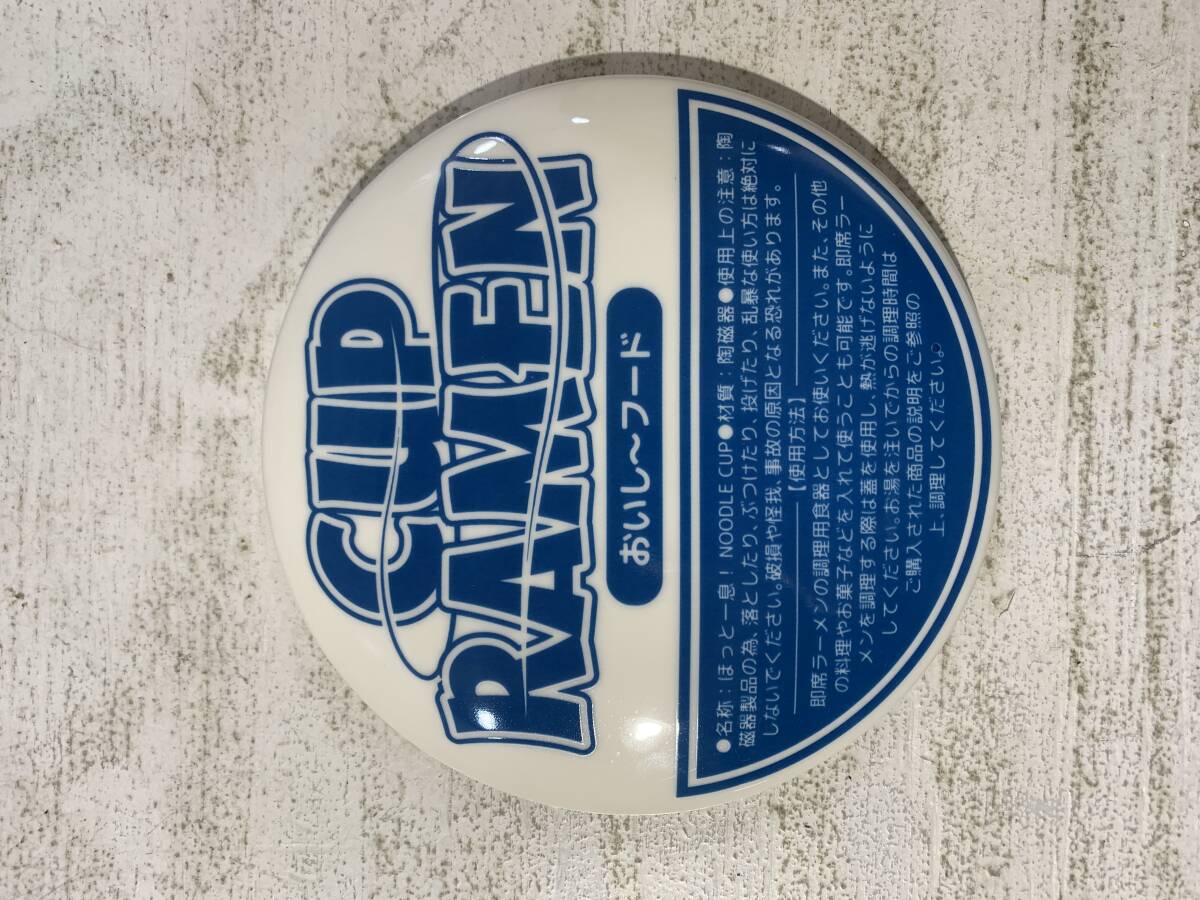 CUP
RAMEN
おいし〜フード
●名称：ほっと一息！NOODLE CUP●材質：陶磁器●使用上の注意：陶
磁器製品の為、落としたり、ぶつけたり、投げたり、乱暴な使い方は絶対に
しないでください。破損や怪我、事故の原因となる恐れがあります。
【使用方法】
即席ラーメンの調理用食器としてお使いください。また、その他
の料理やお菓子などを入れて使うことも可能です。即席ラー
メンを調理する際は蓋を使用し、熱が逃げないように
してください。お湯を注いでからの調理時間は
ご購入された商品の説明をご参照の
上、調理してください。